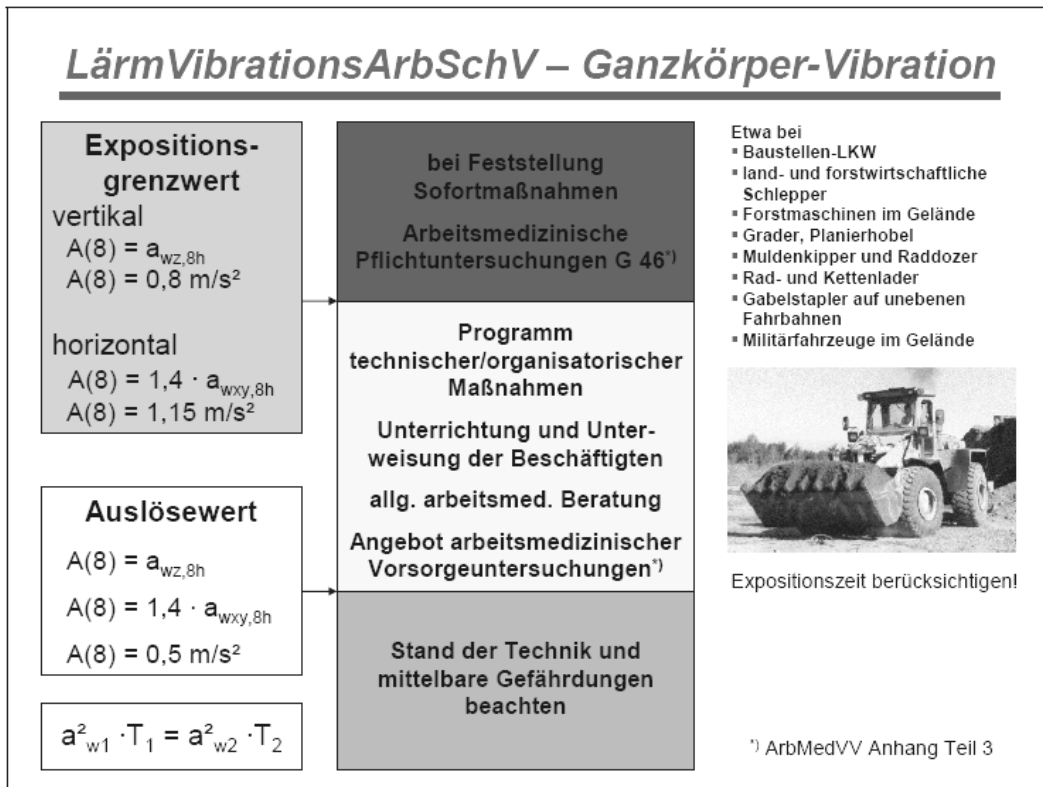 LärmVibrationsArbSchV – Ganzkörper-Vibration
Expositions-
grenzwert
vertikal
A(8) = a_wz,8h
A(8) = 0,8 m/s²
horizontal
A(8) = 1,4 · a_wxy,8h
A(8) = 1,15 m/s²
Auslösewert
A(8) = a_wz,8h
A(8) = 1,4 · a_wxy,8h
A(8) = 0,5 m/s²
a²_w1 · T_1 = a²_w2 · T_2
bei Feststellung
Sofortmaßnahmen
Arbeitsmedizinische
Pflichtuntersuchungen G 46*)
Programm
technischer/organisatorischer
Maßnahmen
Unterrichtung und Unter-
weisung der Beschäftigten
allg. arbeitsmed. Beratung
Angebot arbeitsmedizinischer
Vorsorgeuntersuchungen*)
Stand der Technik und
mittelbare Gefährdungen
beachten
Etwa bei
▪ Baustellen-LKW
▪ land- und forstwirtschaftliche
Schlepper
▪ Forstmaschinen im Gelände
▪ Grader, Planierhobel
▪ Muldenkipper und Raddozer
▪ Rad- und Kettenlader
▪ Gabelstapler auf unebenen
Fahrbahnen
▪ Militärfahrzeuge im Gelände
Expositionszeit berücksichtigen!
*) ArbMedVV Anhang Teil 3